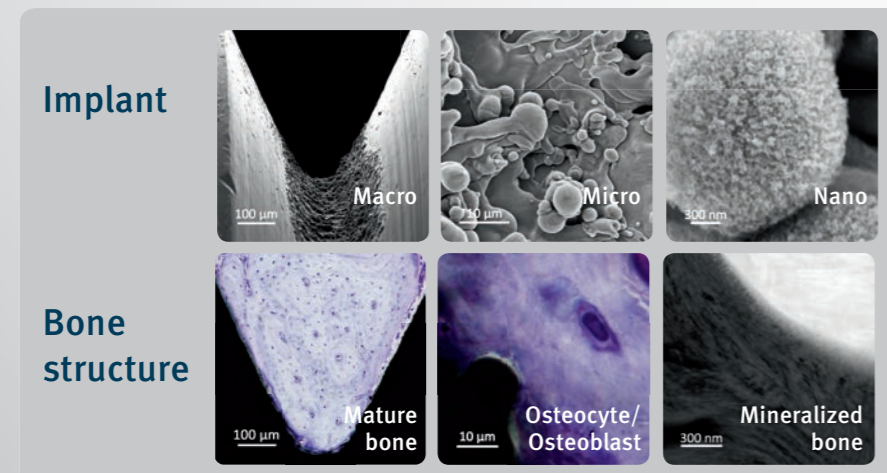 Implant
Macro
100 µm
Micro
10 µm
Nano
300 nm
Bone
structure
Mature
bone
100 µm
Osteocyte/
Osteoblast
10 µm
Mineralized
bone
300 nm